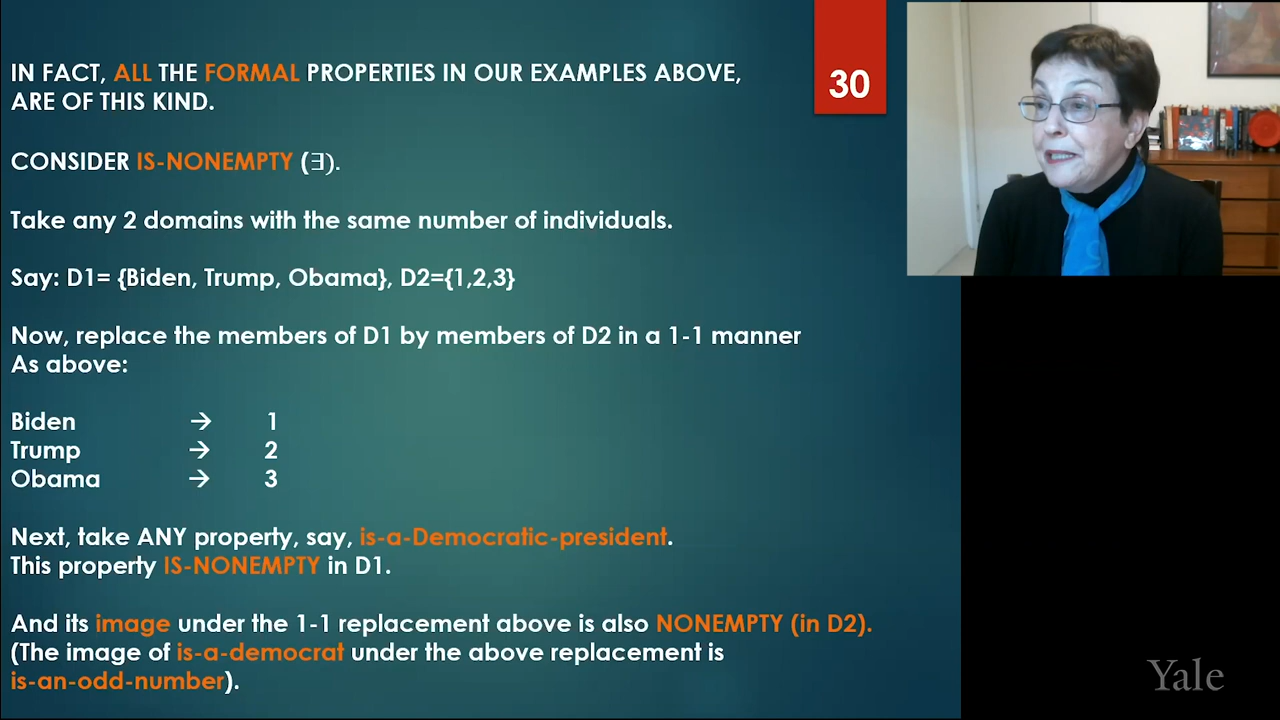 IN FACT, ALL THE FORMAL PROPERTIES IN OUR EXAMPLES ABOVE,
ARE OF THIS KIND.
30
CONSIDER IS-NONEMPTY (∃).
Take any 2 domains with the same number of individuals.
Say: D1= {Biden, Trump, Obama}, D2={1,2,3}
Now, replace the members of D1 by members of D2 in a 1-1 manner
As above:
Biden → 1
Trump → 2
Obama → 3
Next, take ANY property, say, is-a-Democratic-president.
This property IS-NONEMPTY in D1.
And its image under the 1-1 replacement above is also NONEMPTY (in D2).
(The image of is-a-democrat under the above replacement is
is-an-odd-number).
Yale